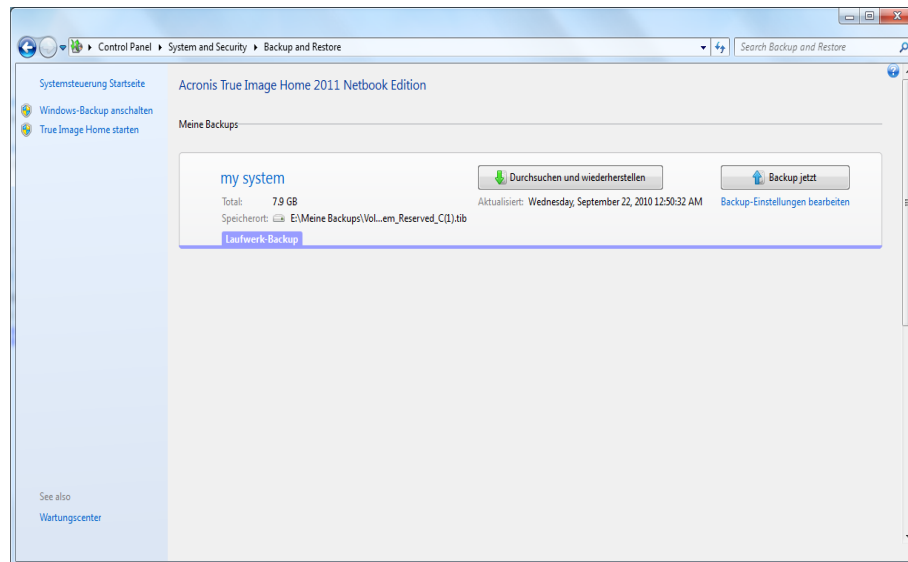 Control Panel ▸ System and Security ▸ Backup and Restore
Search Backup and Restore
Systemsteuerung Startseite
Windows-Backup anschalten
True Image Home starten
Acronis True Image Home 2011 Netbook Edition
Meine Backups
my system
Durchsuchen und wiederherstellen
Backup jetzt
Total: 7.9 GB
Aktualisiert: Wednesday, September 22, 2010 12:50:32 AM
Backup-Einstellungen bearbeiten
Speicherort: E:\Meine Backups\Vol...em_Reserved_C(1).tib
Laufwerk-Backup
See also
Wartungscenter